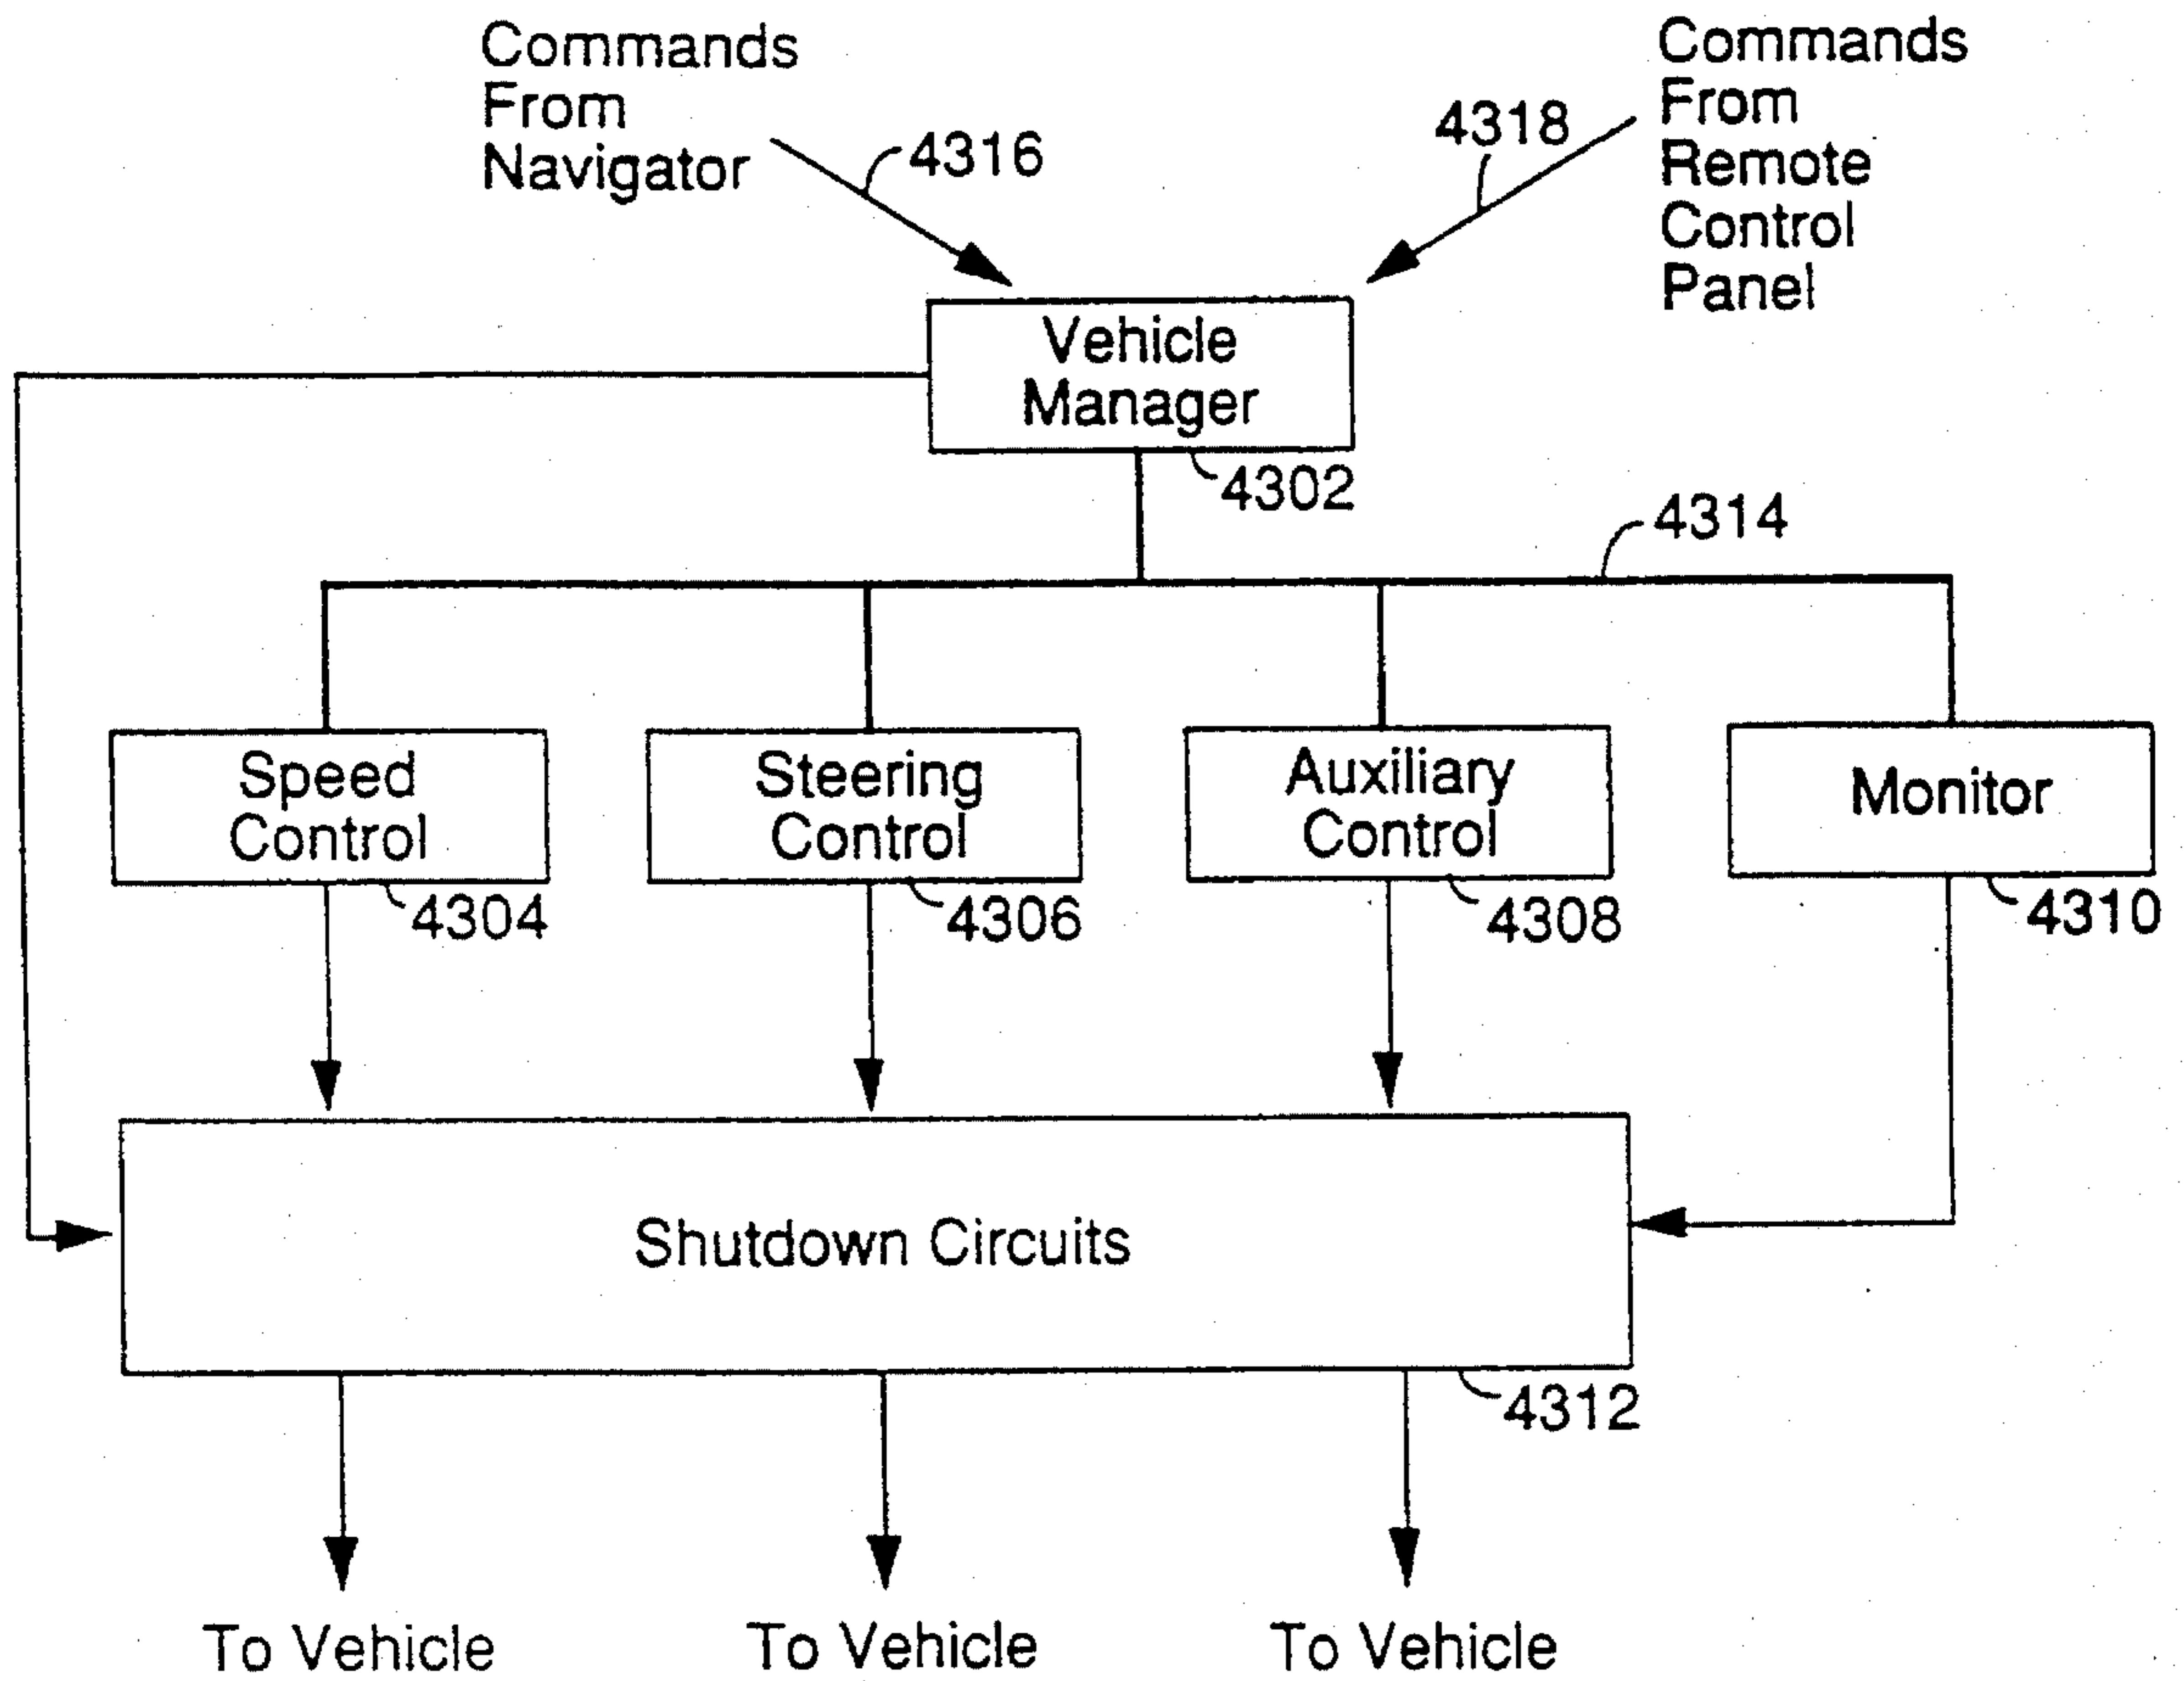 Commands
From
Navigator
4316
4318
Commands
From
Remote
Control
Panel
Vehicle
Manager
4302
4314
Speed
Control
4304
Steering
Control
4306
Auxiliary
Control
4308
Monitor
4310
Shutdown Circuits
4312
To Vehicle
To Vehicle
To Vehicle